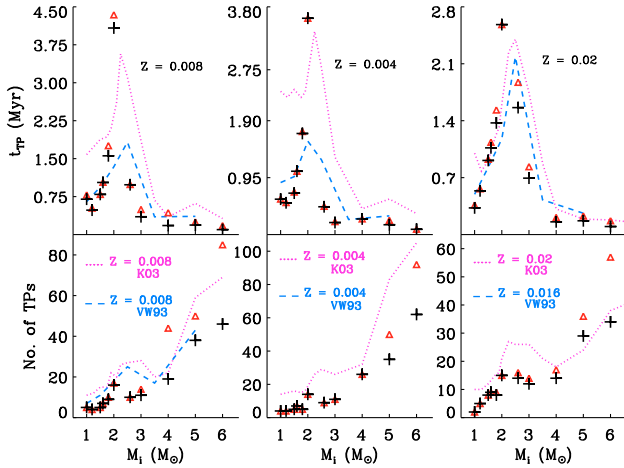 4.50
3.75
3.00
2.25
1.50
0.75
t_TP (Myr)
Z = 0.008
3.80
2.75
1.90
0.95
Z = 0.004
2.8
2.1
1.4
0.7
Z = 0.02
80
60
40
20
0
No. of TPs
Z = 0.008
K03
Z = 0.008
VW93
100
80
60
40
20
0
Z = 0.004
K03
Z = 0.004
VW93
60
50
40
30
20
10
0
Z = 0.02
K03
Z = 0.016
VW93
1 2 3 4 5 6
1 2 3 4 5 6
1 2 3 4 5 6
M_i (M_⊙)
M_i (M_⊙)
M_i (M_⊙)